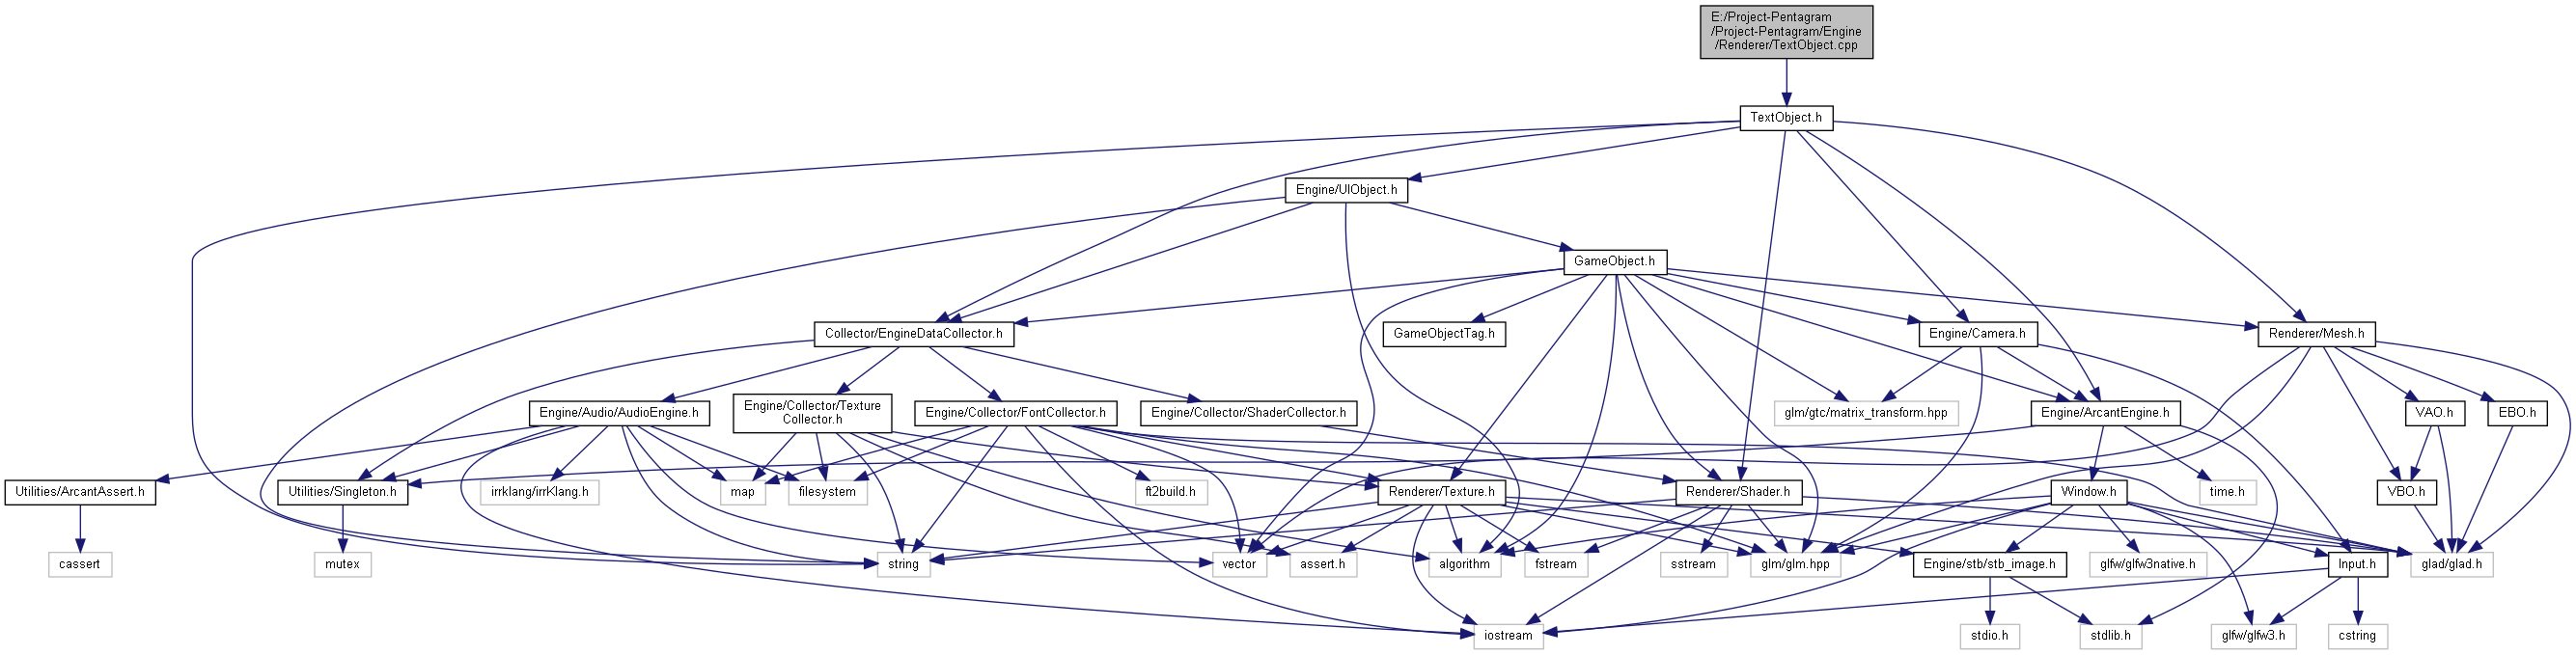 E:/Project-Pentagram
/Project-Pentagram/Engine
/Renderer/TextObject.cpp
TextObject.h
Engine/UIObject.h
GameObject.h
Collector/EngineDataCollector.h
GameObjectTag.h
Engine/Camera.h
Renderer/Mesh.h
Engine/Audio/AudioEngine.h
Engine/Collector/Texture
Collector.h
Engine/Collector/FontCollector.h
Engine/Collector/ShaderCollector.h
glm/gtc/matrix_transform.hpp
Engine/ArcantEngine.h
VAO.h
EBO.h
Utilities/ArcantAssert.h
Utilities/Singleton.h
irrklang/irrKlang.h
map
filesystem
ft2build.h
Renderer/Texture.h
Renderer/Shader.h
Window.h
time.h
VBO.h
cassert
mutex
string
vector
assert.h
algorithm
fstream
sstream
glm/glm.hpp
Engine/stb/stb_image.h
glfw/glfw3native.h
Input.h
glad/glad.h
iostream
stdio.h
stdlib.h
glfw/glfw3.h
cstring